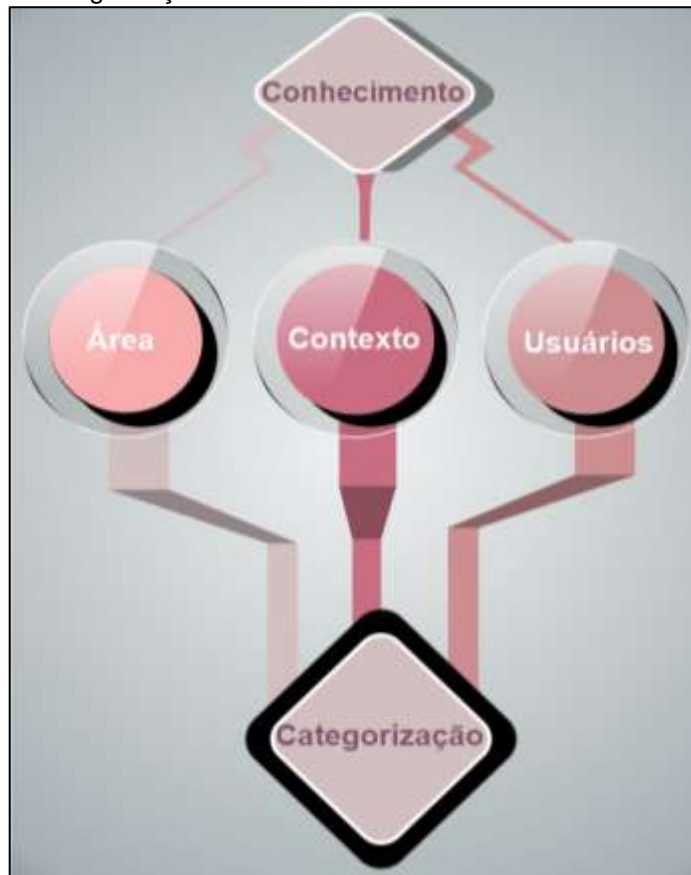 Conhecimento
Área
Contexto
Usuários
Categorização